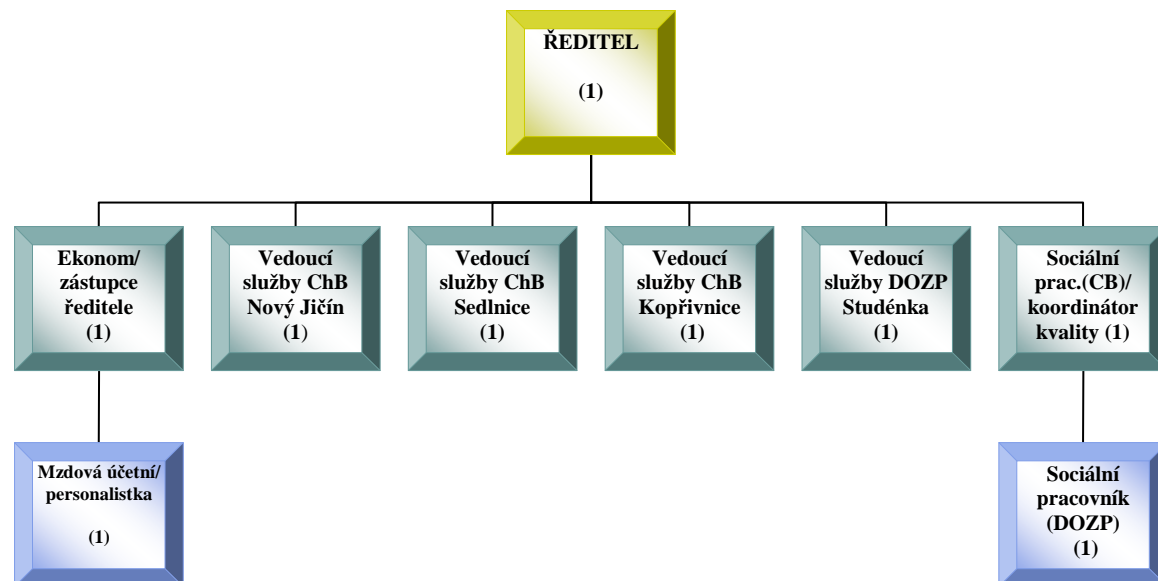 ŘEDITEL
(1)
Ekonom/
zástupce
ředitele
(1)
Vedoucí
služby ChB
Nový Jičín
(1)
Vedoucí
služby ChB
Sedlnice
(1)
Vedoucí
služby ChB
Kopřivnice
(1)
Vedoucí
služby DOZP
Studénka
(1)
Sociální
prac.(CB)/
koordinátor
kvality (1)
Mzdová účetní/
personalistka
(1)
Sociální
pracovník
(DOZP)
(1)